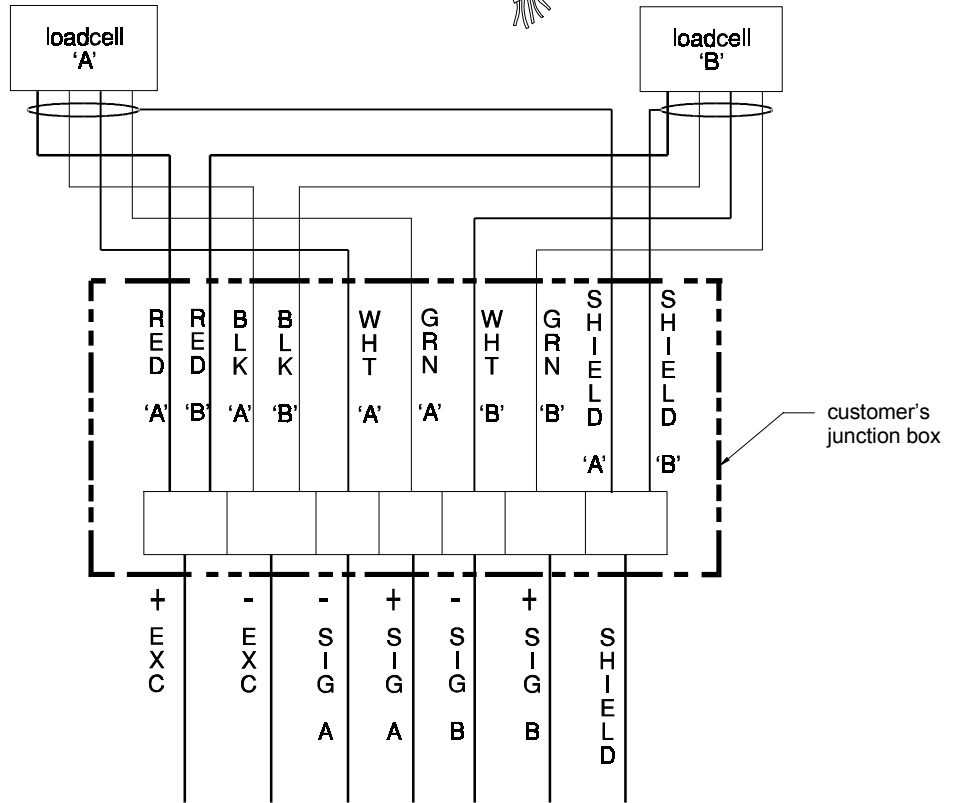 loadcell
‘A’
loadcell
‘B’
RED ‘A’
RED ‘B’
BLK ‘A’
BLK ‘B’
WHT ‘A’
GRN ‘A’
WHT ‘B’
GRN ‘B’
SHIELD ‘A’
SHIELD ‘B’
customer’s
junction box
+ EXC
- EXC
- SIG A
+ SIG A
- SIG B
+ SIG B
SHIELD